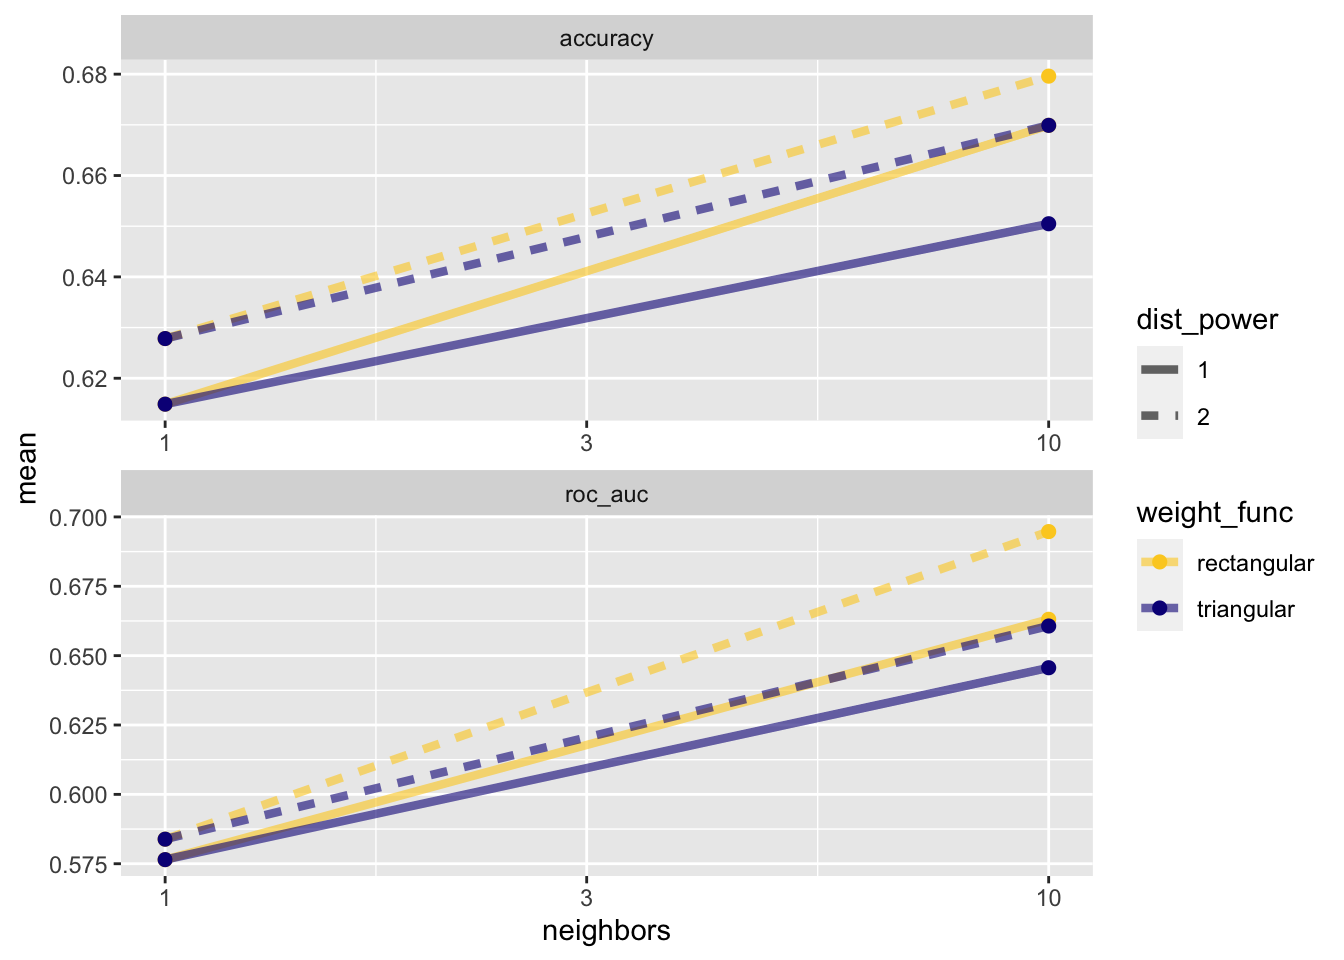 accuracy
0.68
0.66
0.64
0.62
1 3 10
mean
roc_auc
0.700
0.675
0.650
0.625
0.600
0.575
1 3 10
neighbors
dist_power
1
2
weight_func
rectangular
triangular